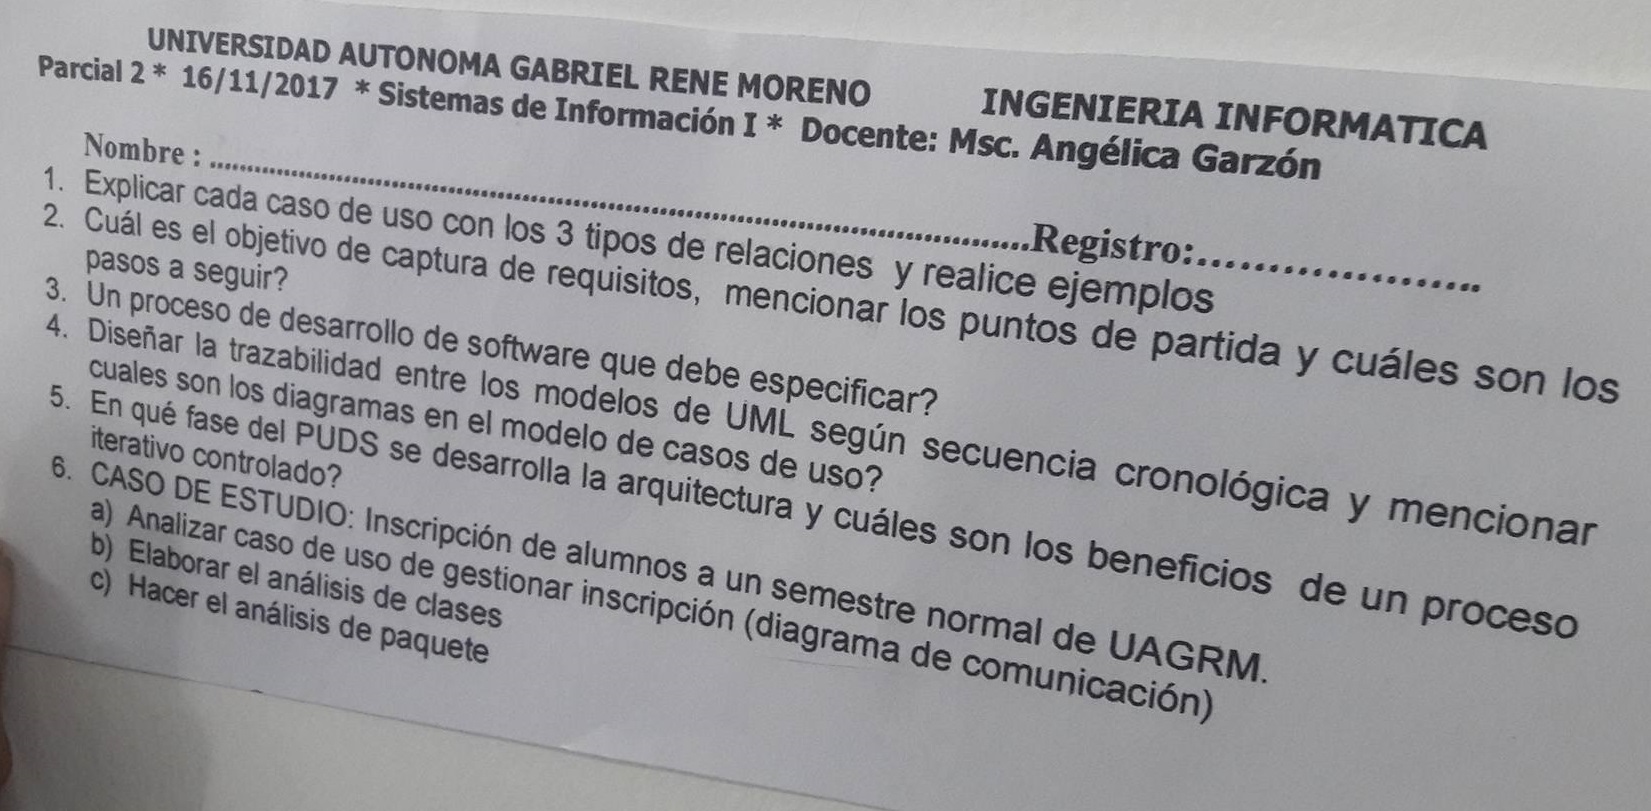 UNIVERSIDAD AUTONOMA GABRIEL RENE MORENO INGENIERIA INFORMATICA
Parcial 2 * 16/11/2017 * Sistemas de Información I * Docente: Msc. Angélica Garzón
Nombre : ........................................................................................Registro:......................
1. Explicar cada caso de uso con los 3 tipos de relaciones y realice ejemplos
2. Cuál es el objetivo de captura de requisitos, mencionar los puntos de partida y cuáles son los
pasos a seguir?
3. Un proceso de desarrollo de software que debe especificar?
4. Diseñar la trazabilidad entre los modelos de UML según secuencia cronológica y mencionar
cuales son los diagramas en el modelo de casos de uso?
5. En qué fase del PUDS se desarrolla la arquitectura y cuáles son los beneficios de un proceso
iterativo controlado?
6. CASO DE ESTUDIO: Inscripción de alumnos a un semestre normal de UAGRM.
a) Analizar caso de uso de gestionar inscripción (diagrama de comunicación)
b) Elaborar el análisis de clases
c) Hacer el análisis de paquete